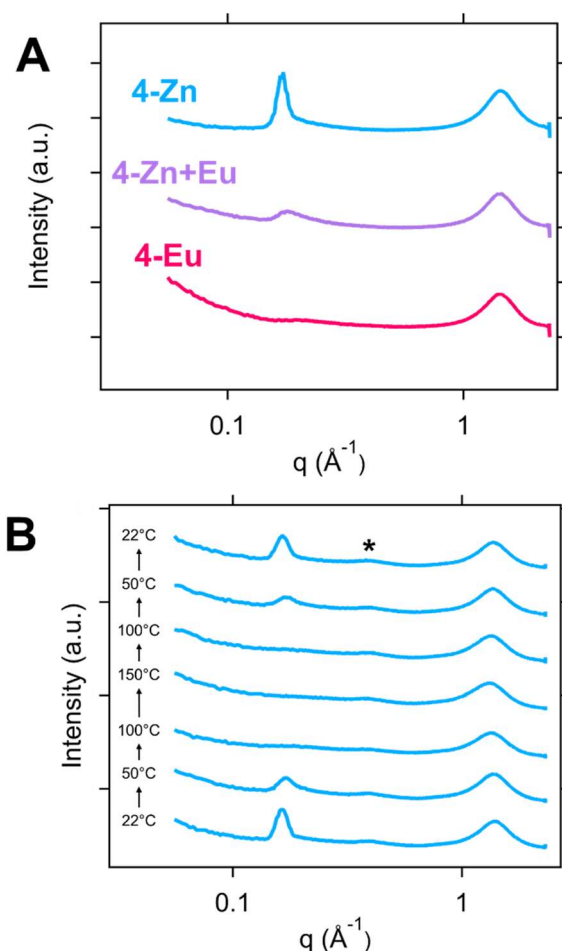 A
4-Zn
4-Zn+Eu
4-Eu
Intensity (a.u.)
0.1
1
q (Å⁻¹)
B
22°C
*
50°C
100°C
150°C
100°C
50°C
22°C
Intensity (a.u.)
0.1
1
q (Å⁻¹)